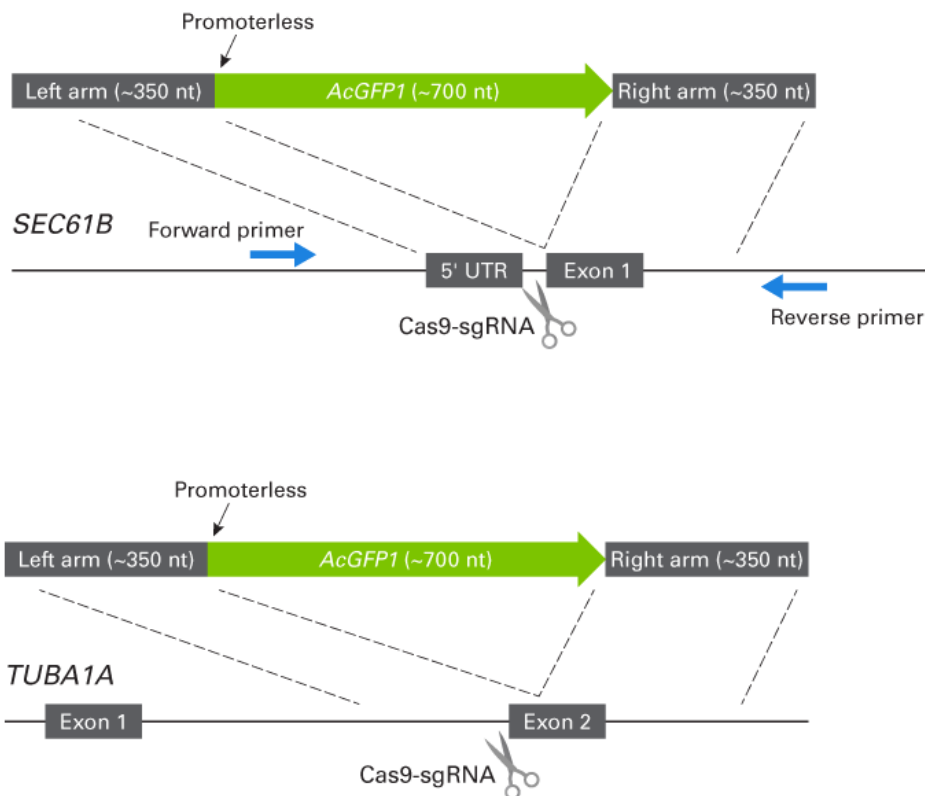 Promoterless
Left arm (~350 nt) AcGFP1 (~700 nt) Right arm (~350 nt)
SEC61B
Forward primer
5' UTR Exon 1
Cas9-sgRNA
Reverse primer
Promoterless
Left arm (~350 nt) AcGFP1 (~700 nt) Right arm (~350 nt)
TUBA1A
Exon 1 Exon 2
Cas9-sgRNA